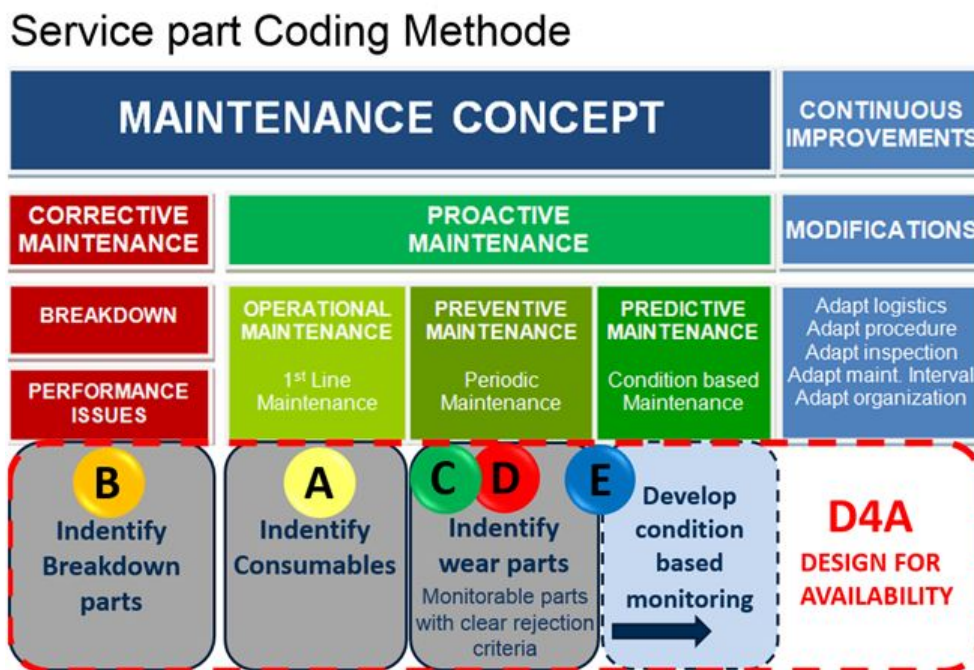 Service part Coding Methode
MAINTENANCE CONCEPT
CONTINUOUS
IMPROVEMENTS
CORRECTIVE
MAINTENANCE
PROACTIVE
MAINTENANCE
MODIFICATIONS
BREAKDOWN
PERFORMANCE
ISSUES
OPERATIONAL
MAINTENANCE
1st Line
Maintenance
PREVENTIVE
MAINTENANCE
Periodic
Maintenance
PREDICTIVE
MAINTENANCE
Condition based
Maintenance
Adapt logistics
Adapt procedure
Adapt inspection
Adapt maint. Interval
Adapt organization
B
Indentify
Breakdown
parts
A
Indentify
Consumables
C D
Indentify
wear parts
Monitorable parts
with clear rejection
criteria
E
Develop
condition
based
monitoring
D4A
DESIGN FOR
AVAILABILITY